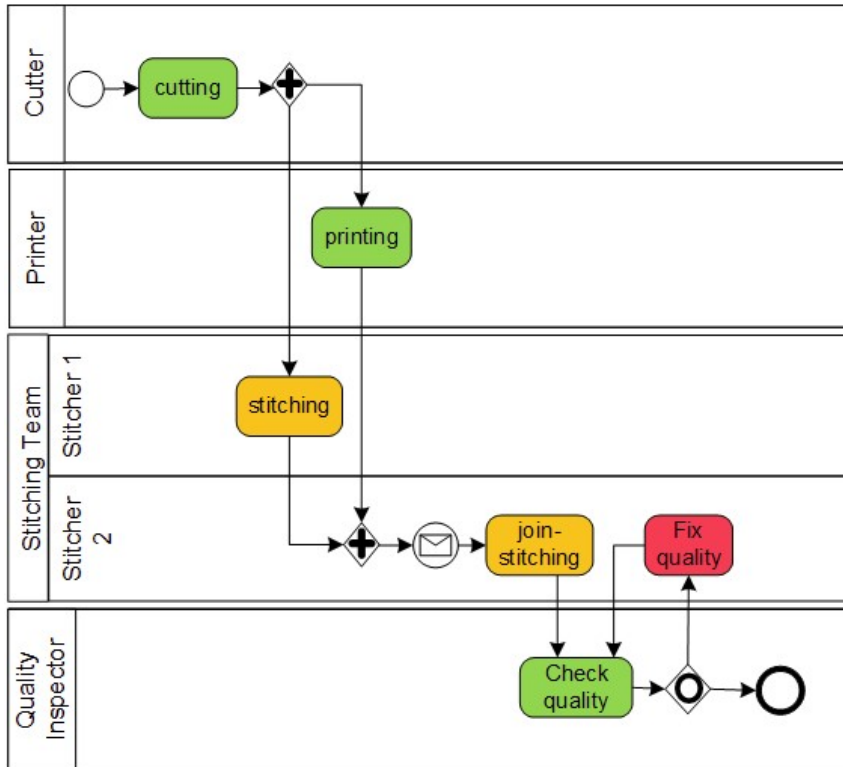 Cutter
cutting
Printer
printing
Stitching Team
Stitcher 1
stitching
Stitcher
2
join-
stitching
Fix
quality
Quality
Inspector
Check
quality